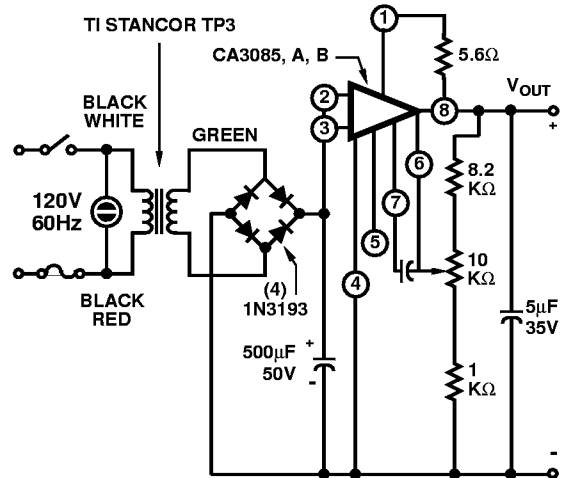 TI STANCOR TP3
CA3085, A, B
1
5.6Ω
VOUT
+
2
3
8
BLACK
WHITE
GREEN
120V
60Hz
8.2
KΩ
6
7
5
10
KΩ
4
(4)
1N3193
BLACK
RED
5μF
35V
500μF
50V
+
-
1
KΩ
-